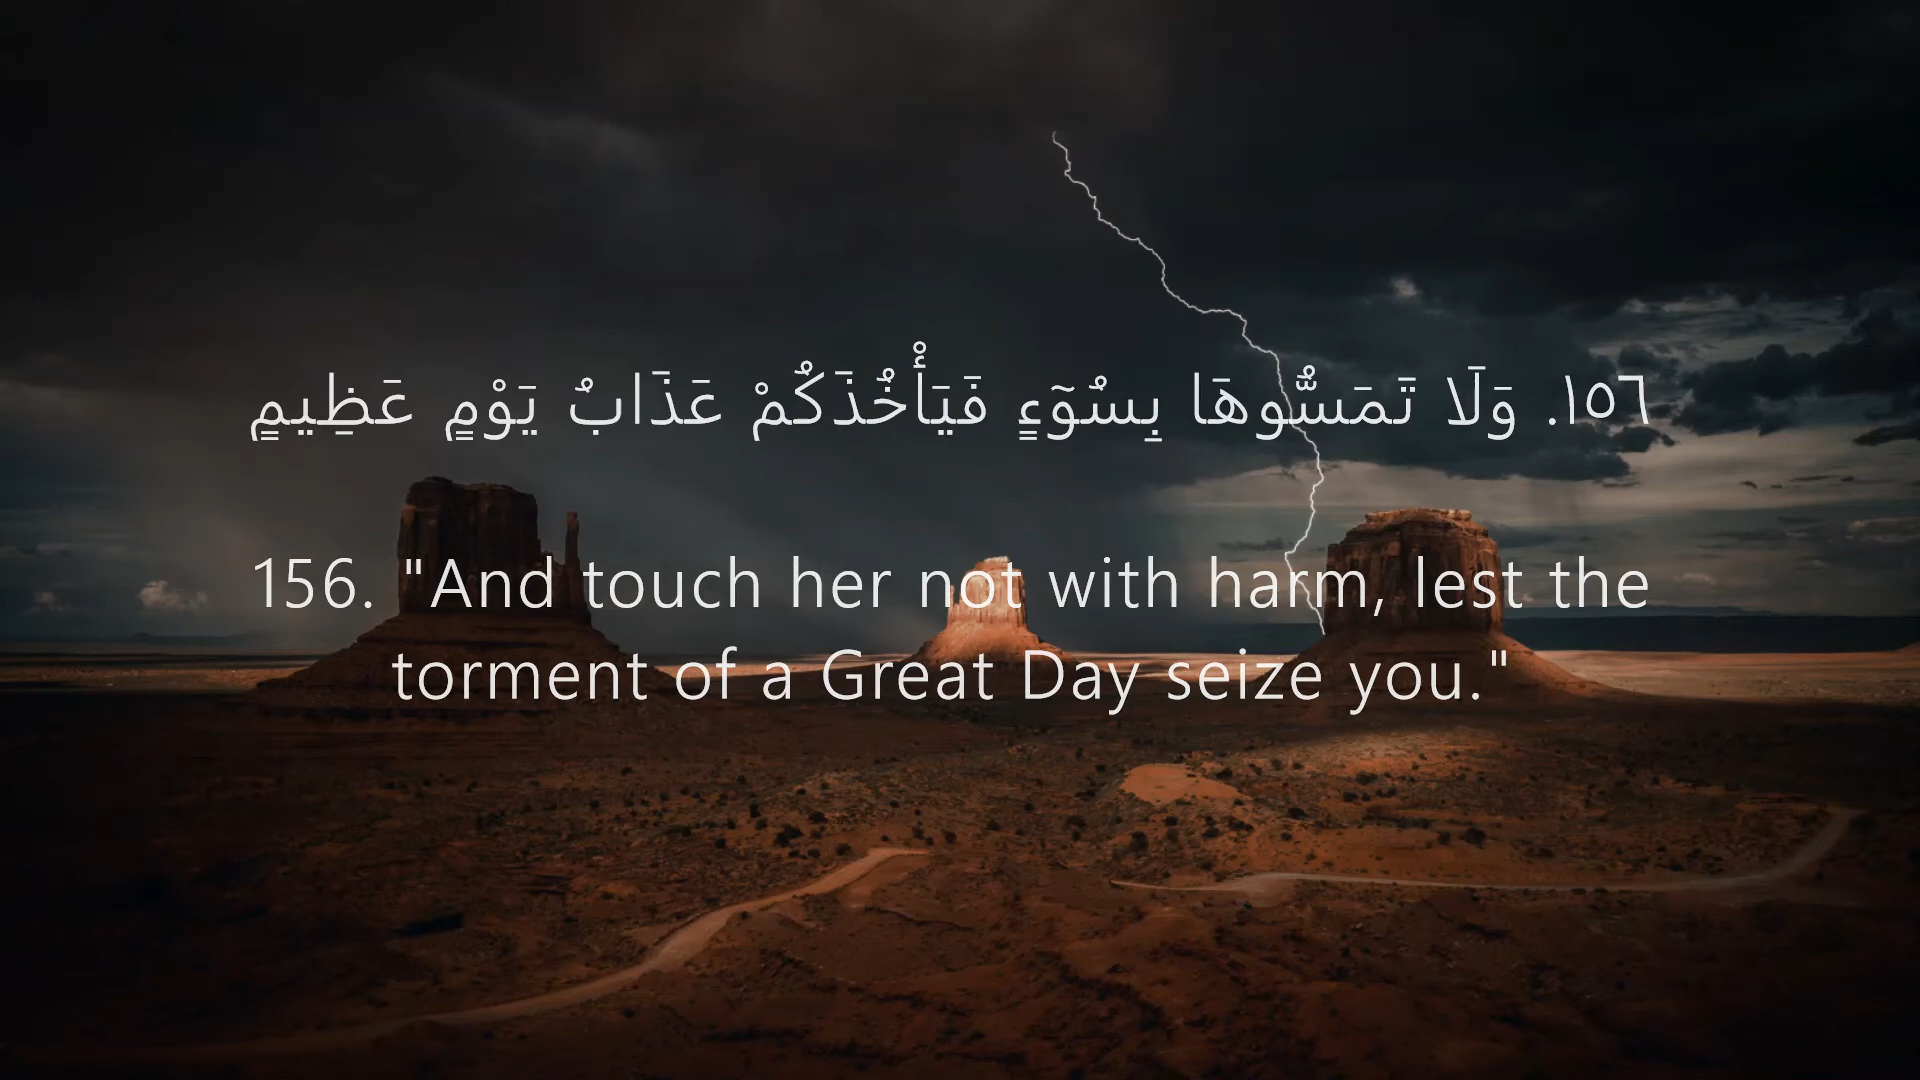 ١٥٦. وَلَا تَمَسُّوهَا بِسُوٓءٍ فَيَأْخُذَكُمْ عَذَابُ يَوْمٍ عَظِيمٍ
156. "And touch her not with harm, lest the
torment of a Great Day seize you."